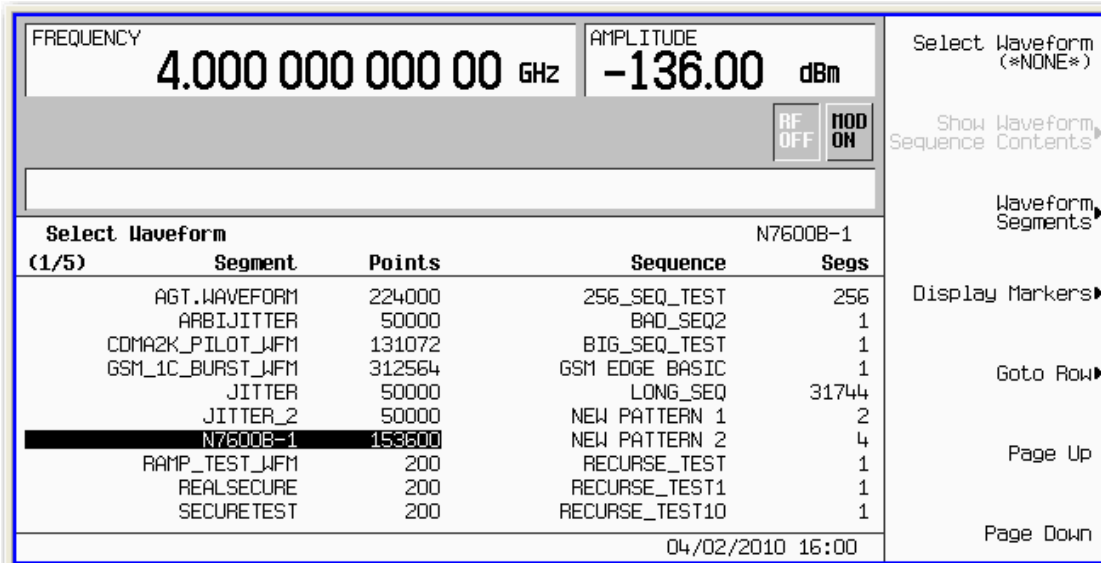 FREQUENCY
4.000 000 000 00 GHz
AMPLITUDE
-136.00 dBm
RF OFF
MOD ON
Select Waveform N7600B-1
(1/5) Segment Points Sequence Segs
AGT.WAVEFORM 224000 256_SEQ_TEST 256
ARBIJITTER 50000 BAD_SEQ2 1
CDMA2K_PILOT_WFM 131072 BIG_SEQ_TEST 1
GSM_1C_BURST_WFM 312564 GSM EDGE BASIC 1
JITTER 50000 LONG_SEQ 31744
JITTER_2 50000 NEW PATTERN 1 2
N7600B-1 153600 NEW PATTERN 2 4
RAMP_TEST_WFM 200 RECURSE_TEST 1
REALSECURE 200 RECURSE_TEST1 1
SECURETEST 200 RECURSE_TEST10 1
04/02/2010 16:00
Select Waveform
(*NONE*)
Show Waveform
Sequence Contents
Waveform
Segments
Display Markers
Goto Row
Page Up
Page Down